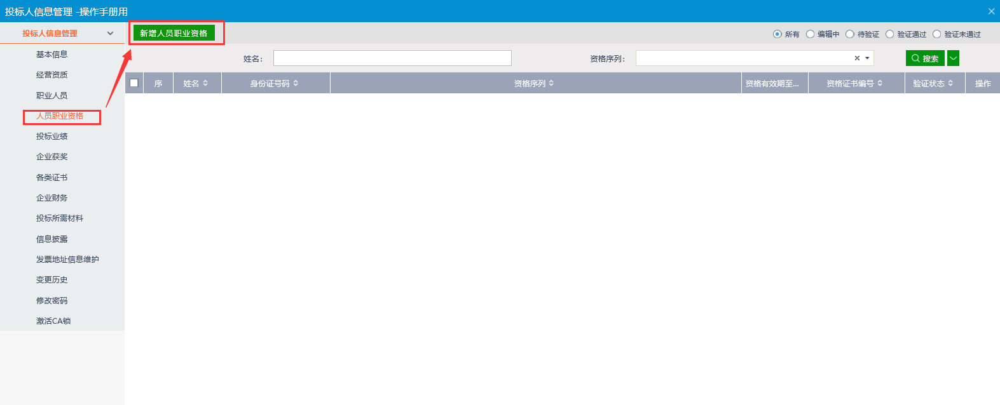 投标人信息管理 -操作手册用
投标人信息管理
新增人员职业资格
所有 编辑中 待验证 验证通过 验证未通过
基本信息
姓名： 资格序列： 搜索
经营资质
序 姓名 身份证号码 资格序列 资格有效期至... 资格证书编号 验证状态 操作
职业人员
人员职业资格
投标业绩
企业获奖
各类证书
企业财务
投标所需材料
信息披露
发票地址信息维护
变更历史
修改密码
激活CA锁